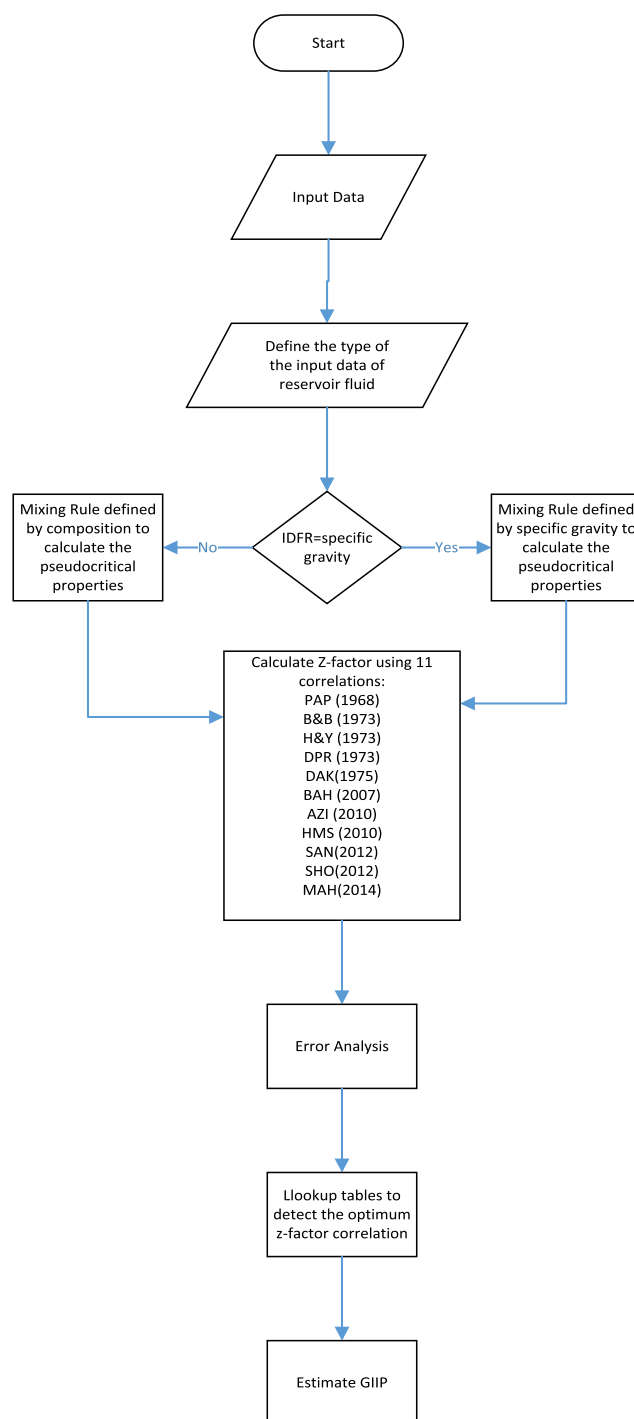 Start
Input Data
Define the type of
the input data of
reservoir fluid
Mixing Rule defined
by composition to
calculate the
pseudocritical
properties
No
IDFR=specific
gravity
Yes
Mixing Rule defined
by specific gravity to
calculate the
pseudocritical
properties
Calculate Z-factor using 11
correlations:
PAP (1968)
B&B (1973)
H&Y (1973)
DPR (1973)
DAK(1975)
BAH (2007)
AZI (2010)
HMS (2010)
SAN(2012)
SHO(2012)
MAH(2014)
Error Analysis
Llookup tables to
detect the optimum
z-factor correlation
Estimate GIIP